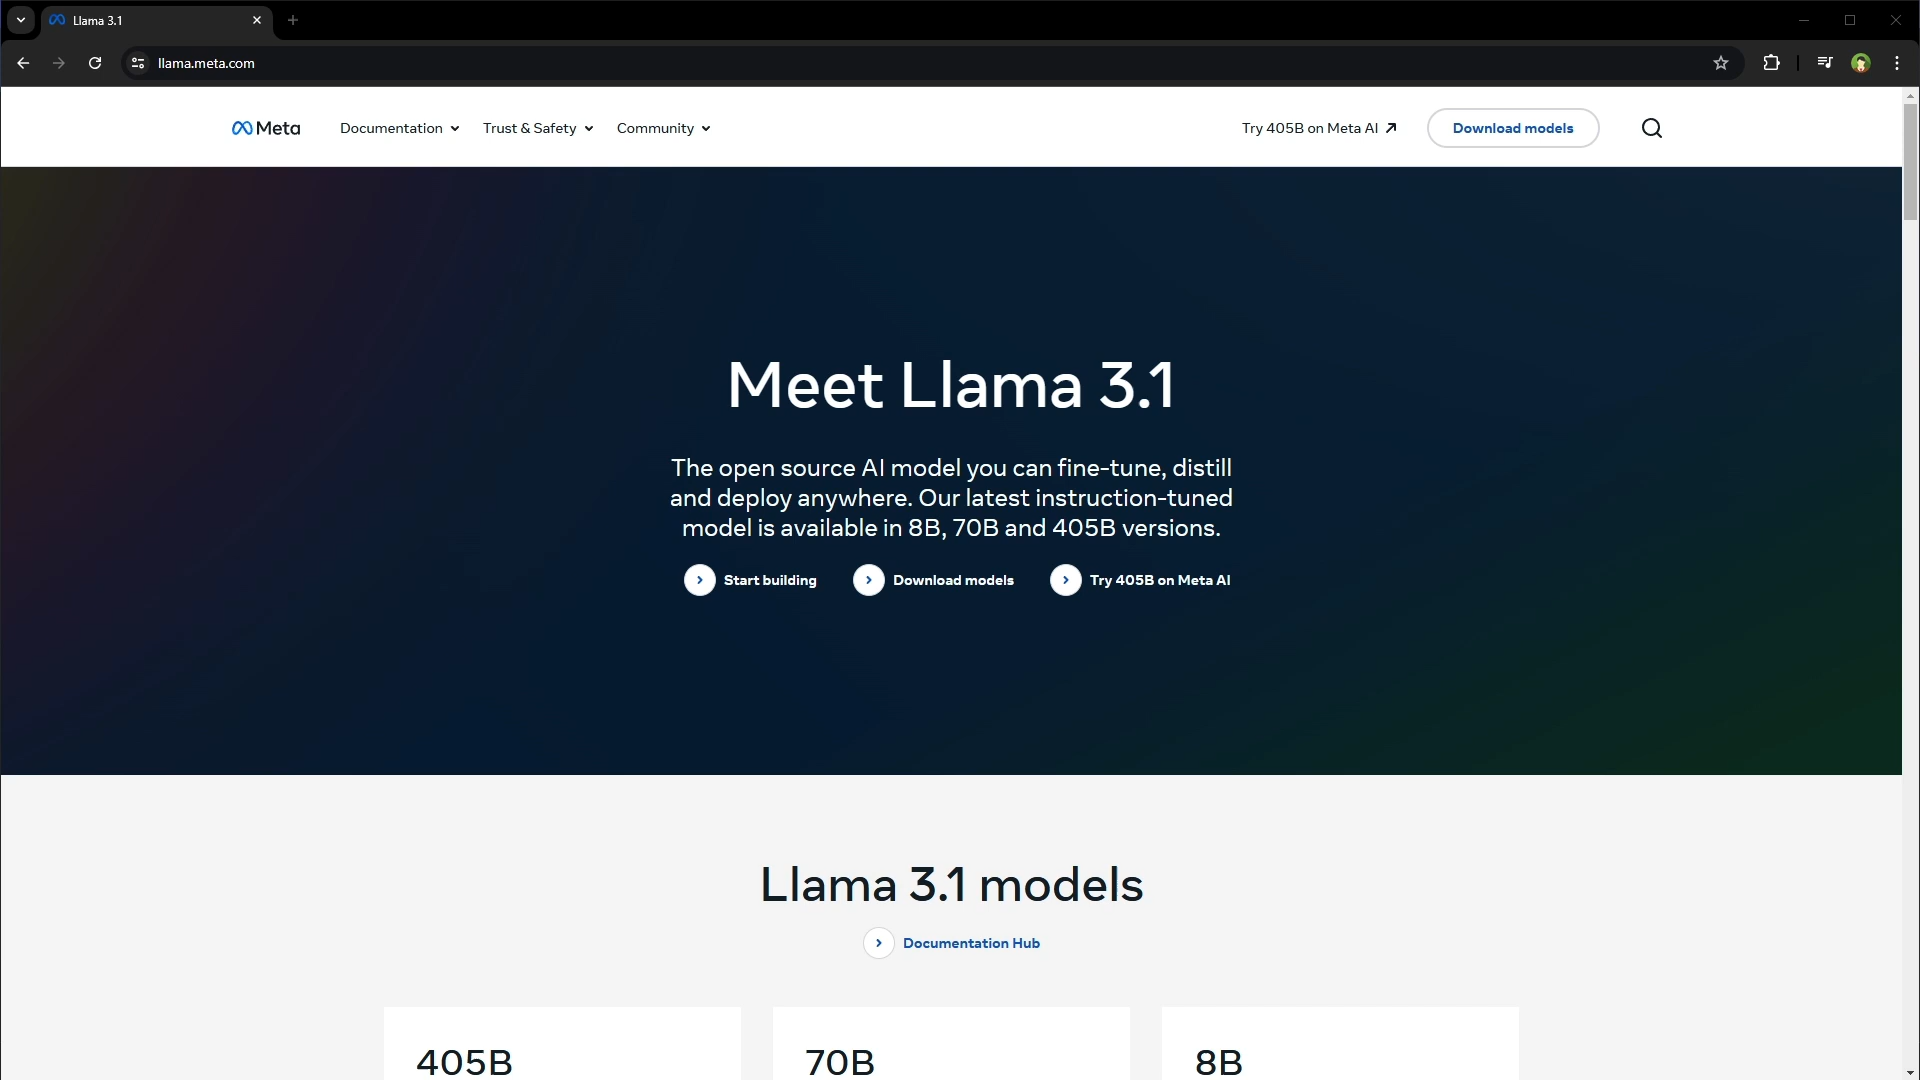 Llama 3.1
llama.meta.com
Meta
Documentation
Trust & Safety
Community
Try 405B on Meta AI
Download models
Meet Llama 3.1
The open source AI model you can fine-tune, distill
and deploy anywhere. Our latest instruction-tuned
model is available in 8B, 70B and 405B versions.
Start building
Download models
Try 405B on Meta AI
Llama 3.1 models
Documentation Hub
405B
70B
8B